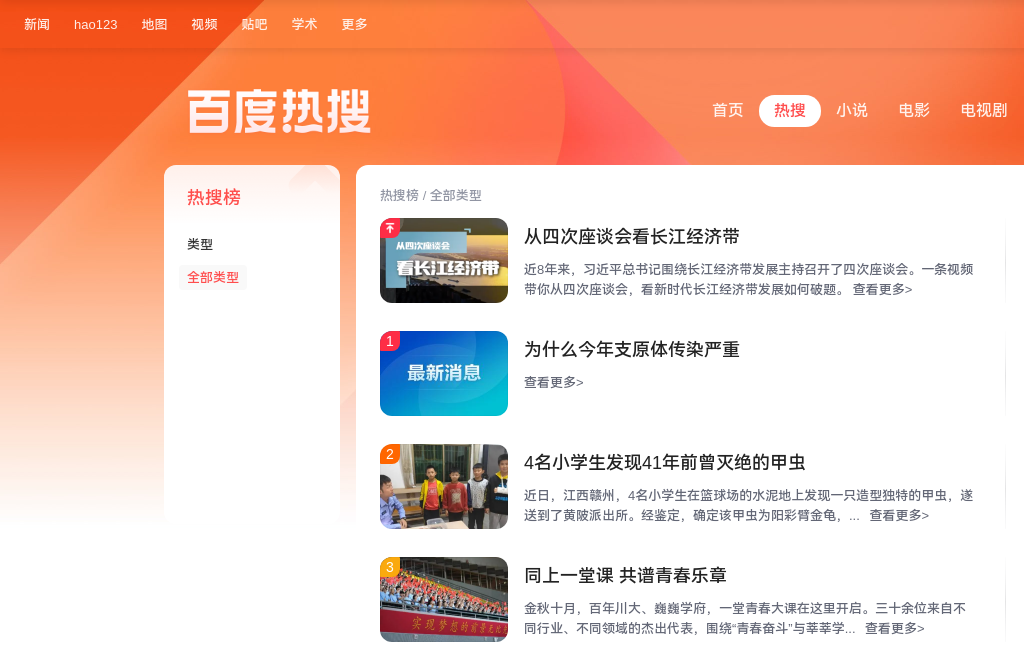 新闻 hao123 地图 视频 贴吧 学术 更多
百度热搜
首页 热搜 小说 电影 电视剧
热搜榜
类型
全部类型
热搜榜 / 全部类型
从四次座谈会
看长江经济带
从四次座谈会看长江经济带
近8年来，习近平总书记围绕长江经济带发展主持召开了四次座谈会。一条视频
带你从四次座谈会，看新时代长江经济带发展如何破题。 查看更多>
1
最新消息
为什么今年支原体传染严重
查看更多>
2
4名小学生发现41年前曾灭绝的甲虫
近日，江西赣州，4名小学生在篮球场的水泥地上发现一只造型独特的甲虫，遂
送到了黄陂派出所。经鉴定，确定该甲虫为阳彩臂金龟，... 查看更多>
3
实现梦想的前景无比
同上一堂课 共谱青春乐章
金秋十月，百年川大、巍巍学府，一堂青春大课在这里开启。三十余位来自不
同行业、不同领域的杰出代表，围绕“青春奋斗”与莘莘学... 查看更多>